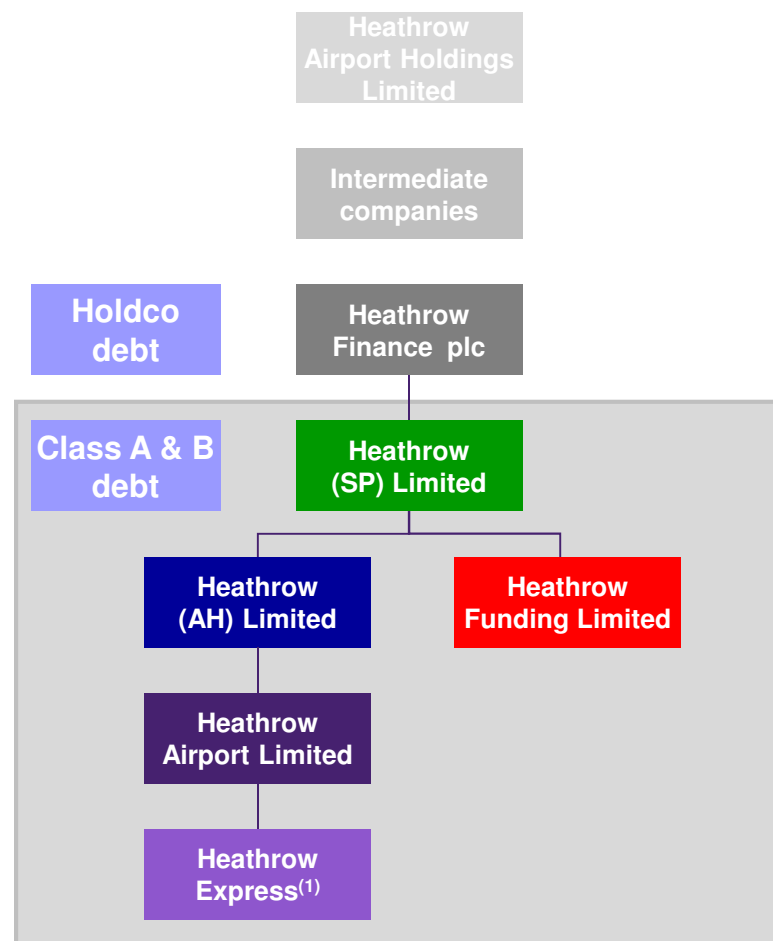 Heathrow
Airport Holdings
Limited
Intermediate
companies
Holdco
debt
Heathrow
Finance plc
Class A & B
debt
Heathrow
(SP) Limited
Heathrow
(AH) Limited
Heathrow
Funding Limited
Heathrow
Airport Limited
Heathrow
Express(1)